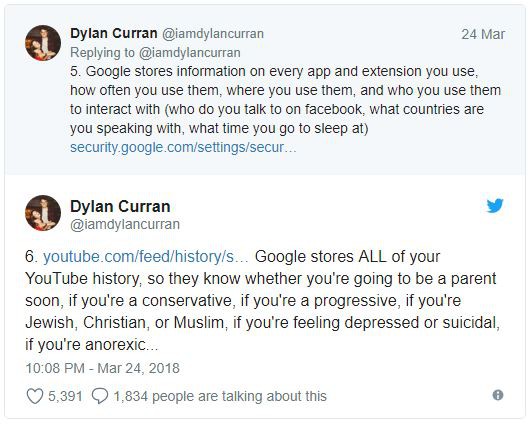 Dylan Curran @iamdylancurran 24 Mar
Replying to @iamdylancurran
5. Google stores information on every app and extension you use,
how often you use them, where you use them, and who you use them
to interact with (who do you talk to on facebook, what countries are
you speaking with, what time you go to sleep at)
security.google.com/settings/secur…
Dylan Curran
@iamdylancurran
6. youtube.com/feed/history/s… Google stores ALL of your
YouTube history, so they know whether you're going to be a parent
soon, if you're a conservative, if you're a progressive, if you're
Jewish, Christian, or Muslim, if you're feeling depressed or suicidal,
if you're anorexic...
10:08 PM - Mar 24, 2018
5,391 1,834 people are talking about this